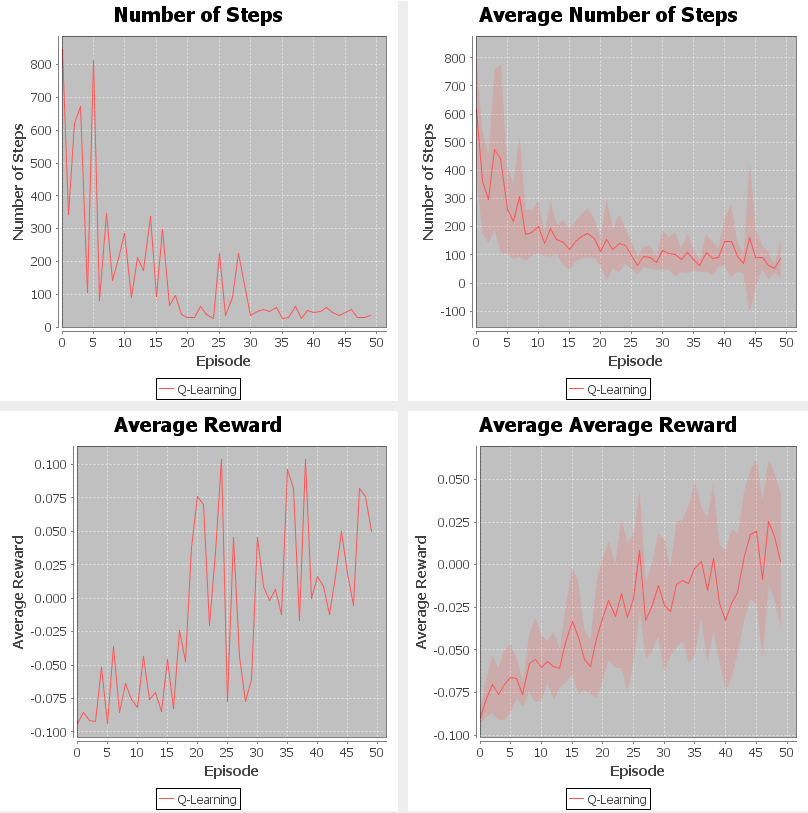 Number of Steps
Number of Steps
800
700
600
500
400
300
200
100
0
0 5 10 15 20 25 30 35 40 45 50
Episode
Q-Learning
Average Number of Steps
Number of Steps
800
700
600
500
400
300
200
100
0
-100
0 5 10 15 20 25 30 35 40 45 50
Episode
Q-Learning
Average Reward
Average Reward
0.100
0.075
0.050
0.025
0.000
-0.025
-0.050
-0.075
-0.100
0 5 10 15 20 25 30 35 40 45 50
Episode
Q-Learning
Average Average Reward
Average Reward
0.050
0.025
0.000
-0.025
-0.050
-0.075
-0.100
0 5 10 15 20 25 30 35 40 45 50
Episode
Q-Learning